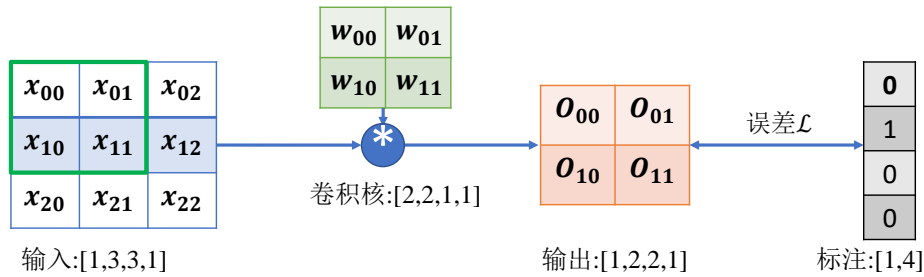 x₀₀ x₀₁ x₀₂
x₁₀ x₁₁ x₁₂
x₂₀ x₂₁ x₂₂
输入:[1,3,3,1]
w₀₀ w₀₁
w₁₀ w₁₁
*
卷积核:[2,2,1,1]
O₀₀ O₀₁
O₁₀ O₁₁
输出:[1,2,2,1]
误差ℒ
0
1
0
0
标注:[1,4]